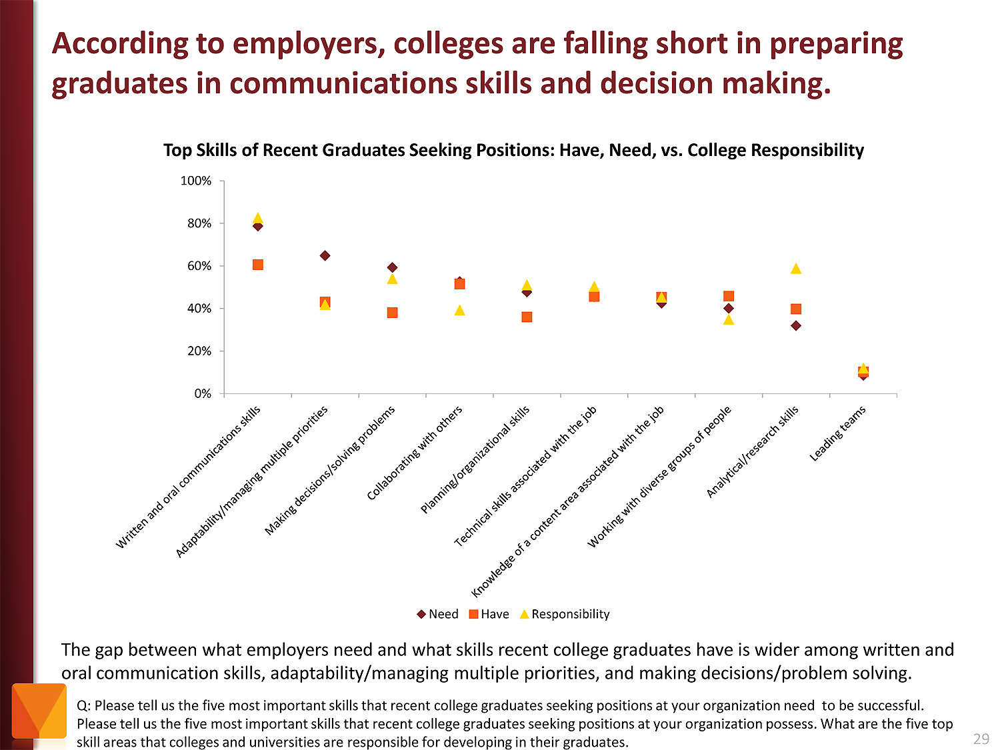 According to employers, colleges are falling short in preparing
graduates in communications skills and decision making.
Top Skills of Recent Graduates Seeking Positions: Have, Need, vs. College Responsibility
100%
80%
60%
40%
20%
0%
Written and oral communications skills
Adaptability/managing multiple priorities
Making decisions/solving problems
Collaborating with others
Planning/organizational skills
Technical skills associated with the job
Knowledge of a content area associated with the job
Working with diverse groups of people
Analytical/research skills
Leading teams
Need Have Responsibility
The gap between what employers need and what skills recent college graduates have is wider among written and
oral communication skills, adaptability/managing multiple priorities, and making decisions/problem solving.
Q: Please tell us the five most important skills that recent college graduates seeking positions at your organization need  to be successful.
Please tell us the five most important skills that recent college graduates seeking positions at your organization possess. What are the five top
skill areas that colleges and universities are responsible for developing in their graduates.
29